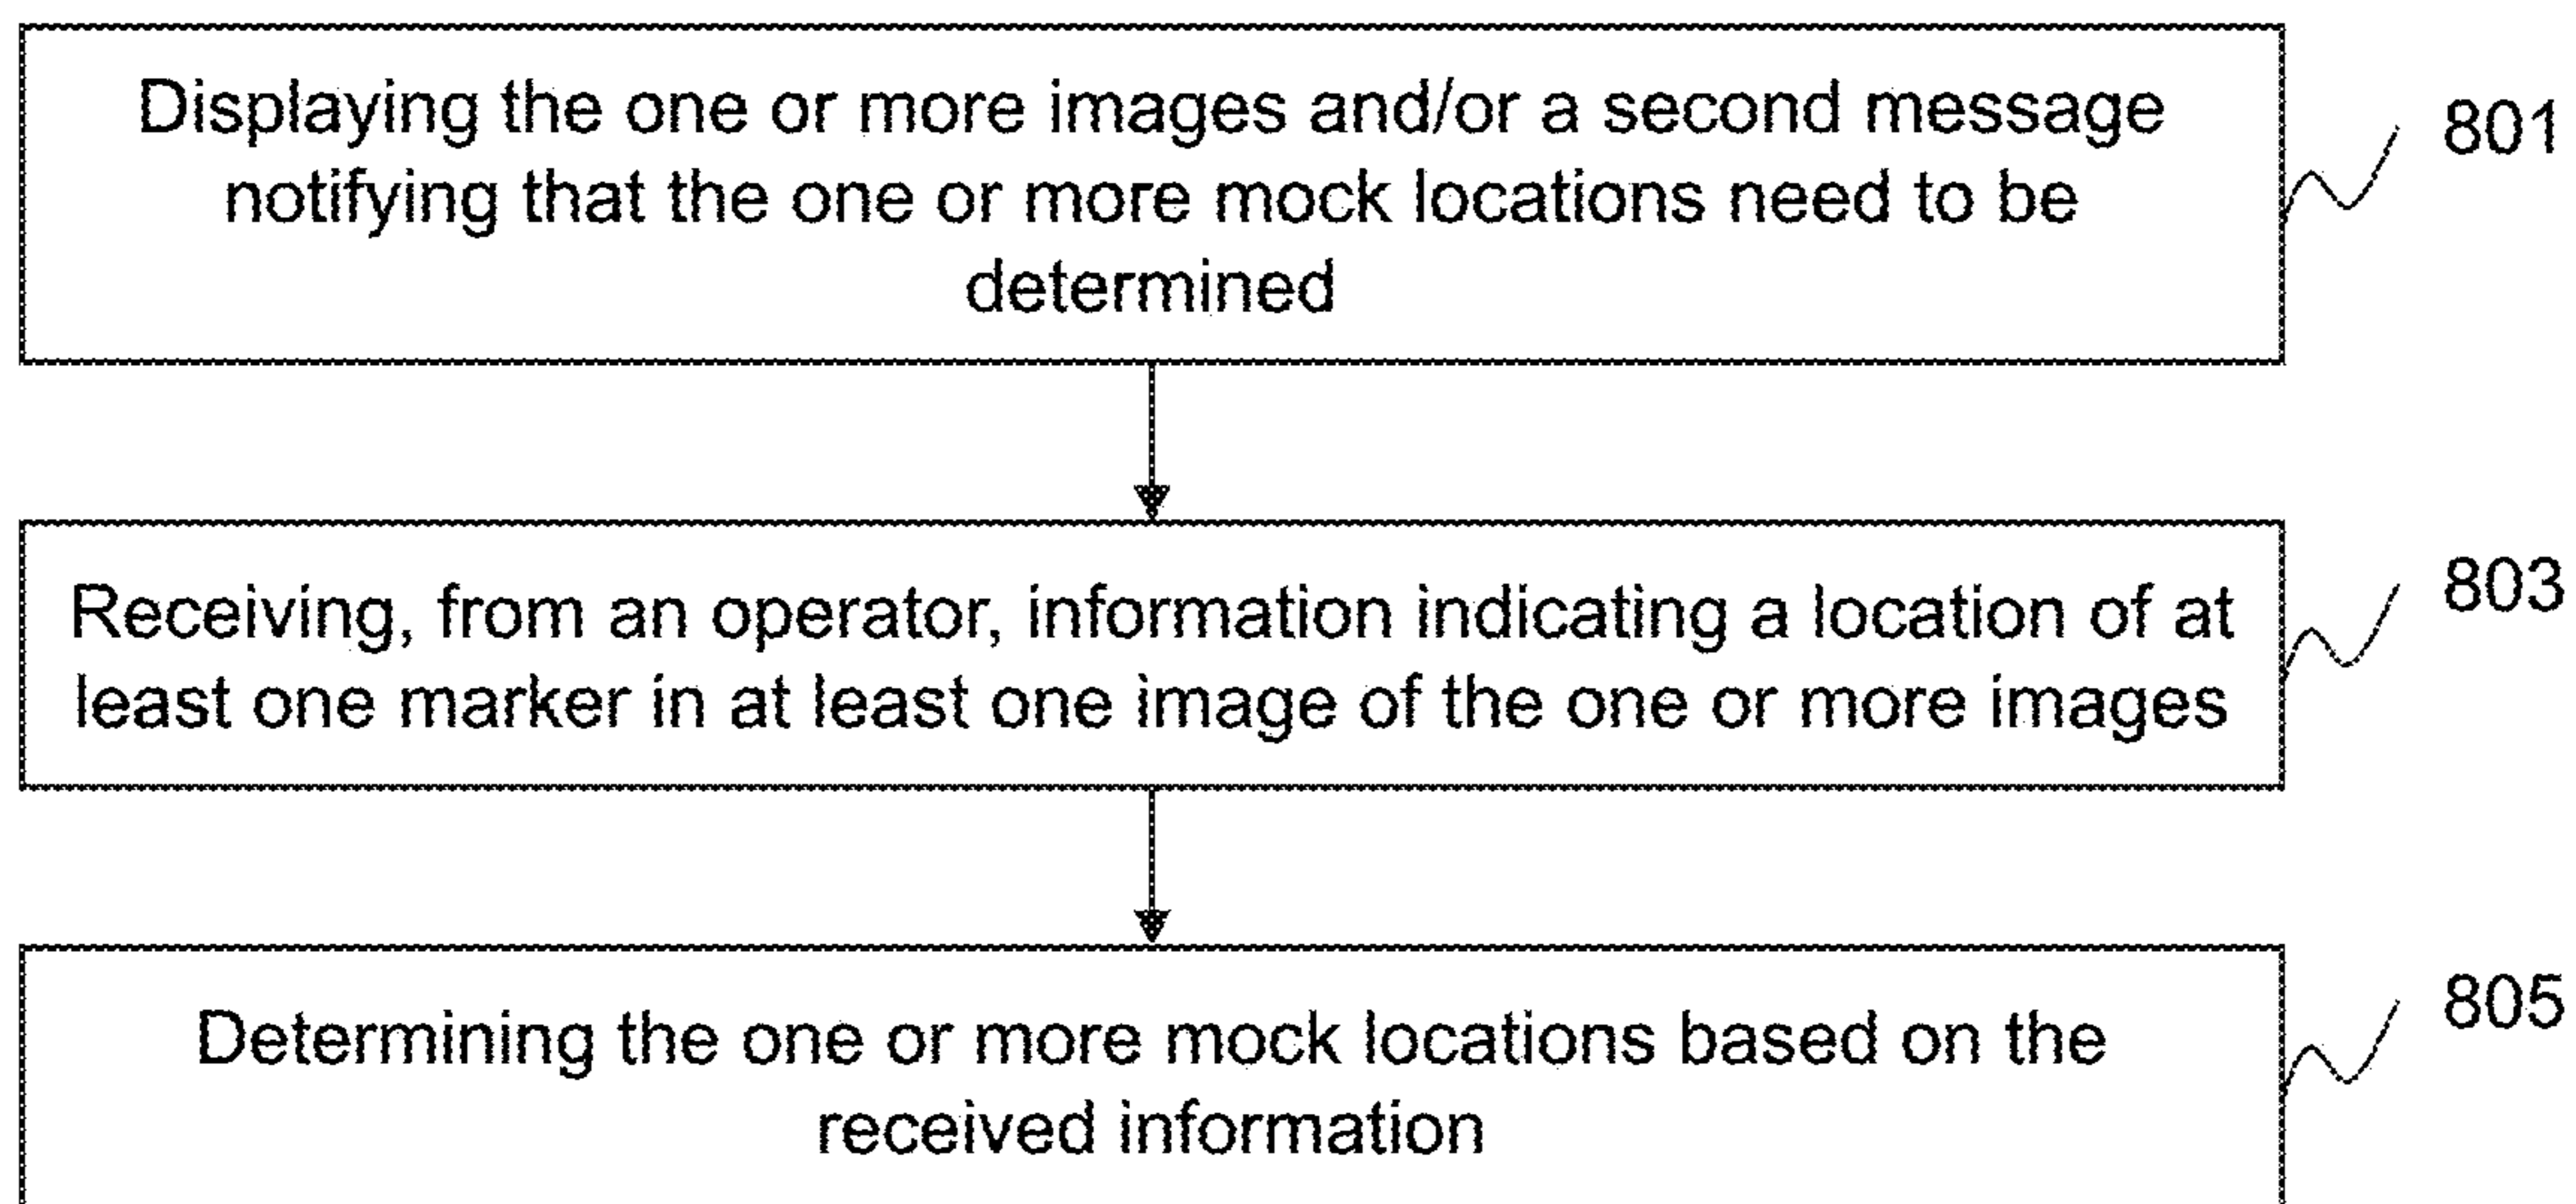 Displaying the one or more images and/or a second message
notifying that the one or more mock locations need to be
determined
801
Receiving, from an operator, information indicating a location of at
least one marker in at least one image of the one or more images
803
Determining the one or more mock locations based on the
received information
805